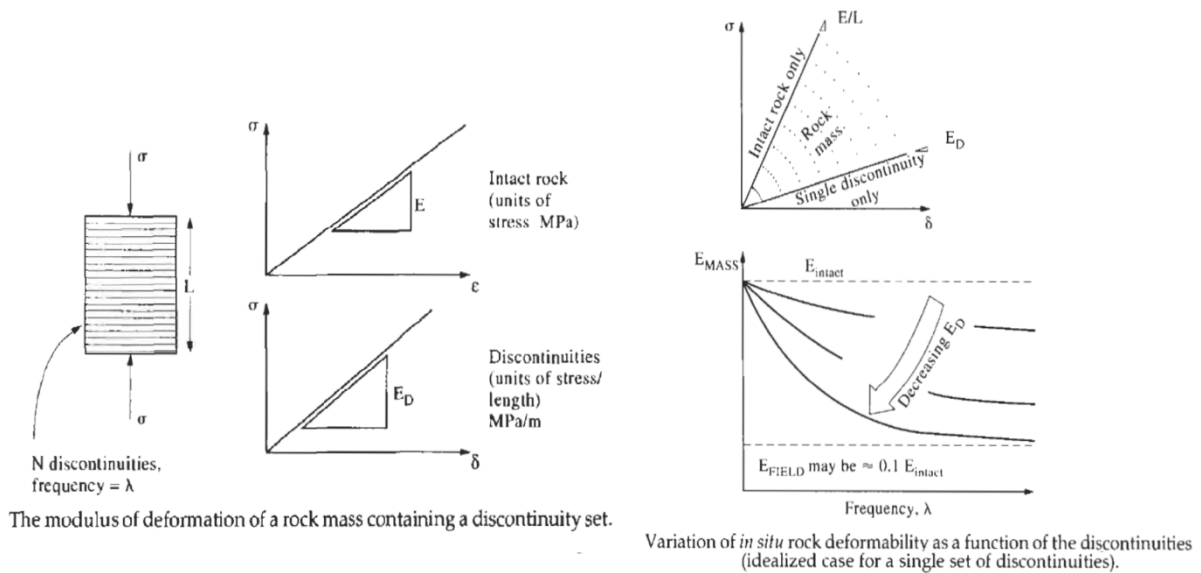 σ
L
σ
N discontinuities,
frequency = λ
σ
E
ε
Intact rock
(units of
stress MPa)
σ
E_D
δ
Discontinuities
(units of stress/
length)
MPa/m
The modulus of deformation of a rock mass containing a discontinuity set.
σ
E/L
Intact rock only
Rock
mass
E_D
Single discontinuity
only
δ
E_MASS
E_intact
Decreasing E_D
E_FIELD may be ≈ 0.1 E_intact
Frequency, λ
Variation of in situ rock deformability as a function of the discontinuities
(idealized case for a single set of discontinuities).